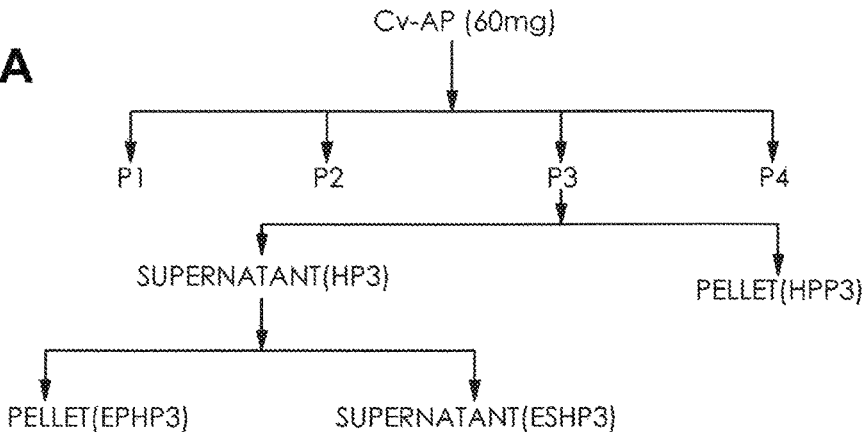 Cv-AP (60mg)
A
P1 P2 P3 P4
SUPERNATANT(HP3)
PELLET(HPP3)
PELLET(EPHP3) SUPERNATANT(ESHP3)